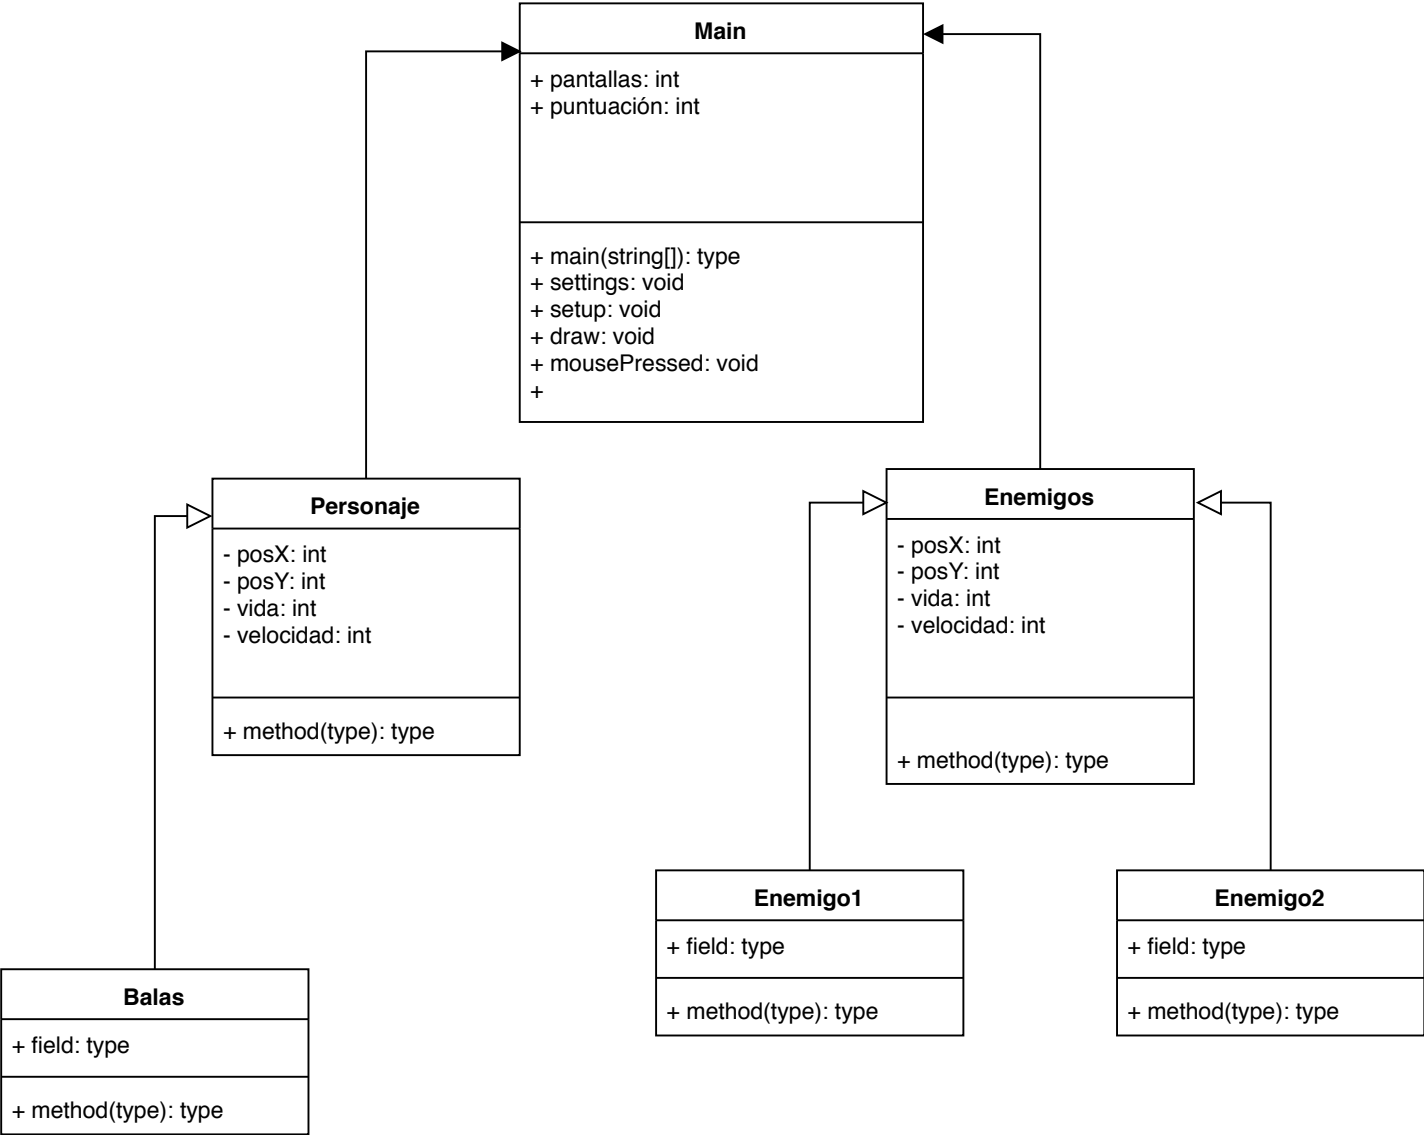 Main
+ pantallas: int
+ puntuación: int
+ main(string[]): type
+ settings: void
+ setup: void
+ draw: void
+ mousePressed: void
+
Personaje
- posX: int
- posY: int
- vida: int
- velocidad: int
+ method(type): type
Enemigos
- posX: int
- posY: int
- vida: int
- velocidad: int
+ method(type): type
Enemigo1
+ field: type
+ method(type): type
Enemigo2
+ field: type
+ method(type): type
Balas
+ field: type
+ method(type): type